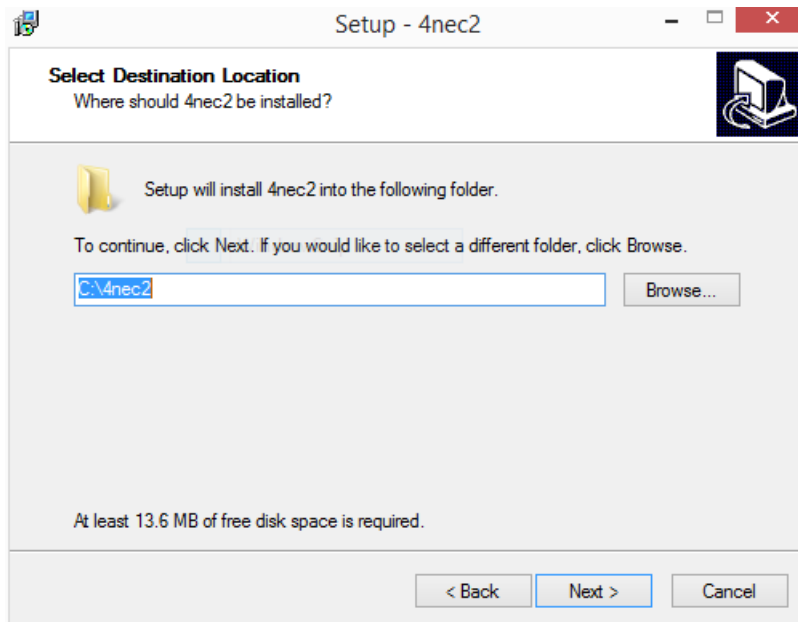 Setup - 4nec2
Select Destination Location
Where should 4nec2 be installed?
Setup will install 4nec2 into the following folder.
To continue, click Next. If you would like to select a different folder, click Browse.
C:\4nec2
Browse...
At least 13.6 MB of free disk space is required.
< Back
Next >
Cancel